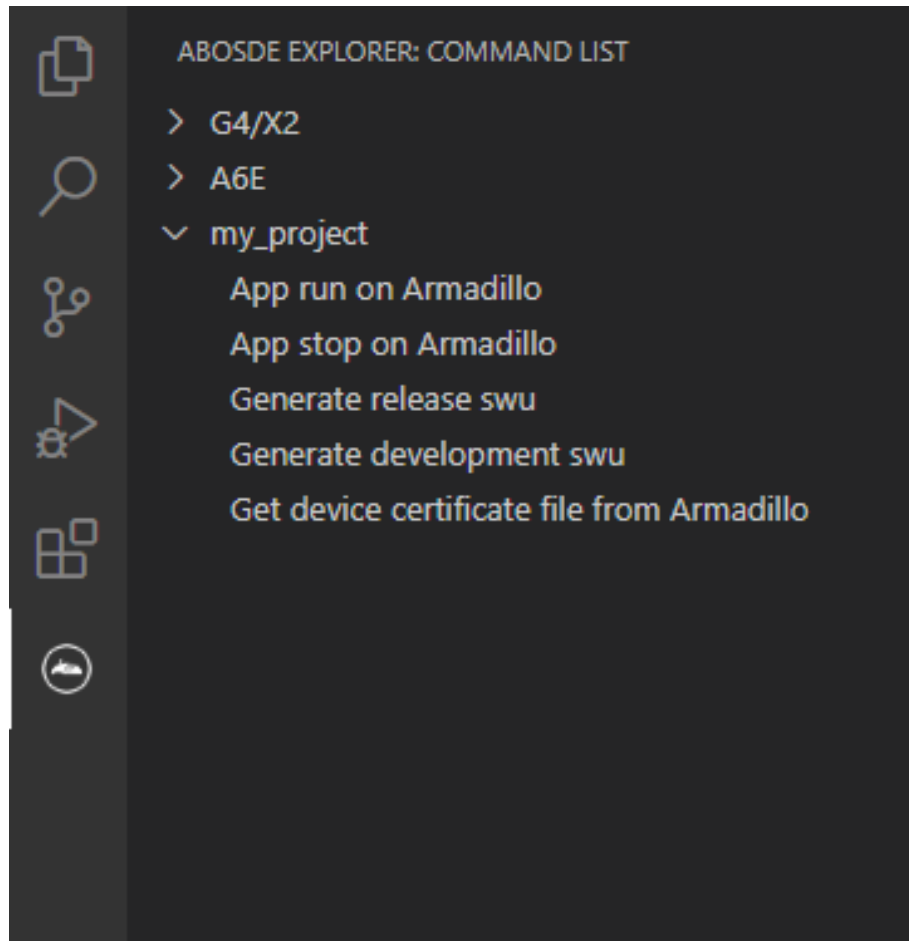 ABOSDE EXPLORER: COMMAND LIST
G4/X2
A6E
my_project
App run on Armadillo
App stop on Armadillo
Generate release swu
Generate development swu
Get device certificate file from Armadillo